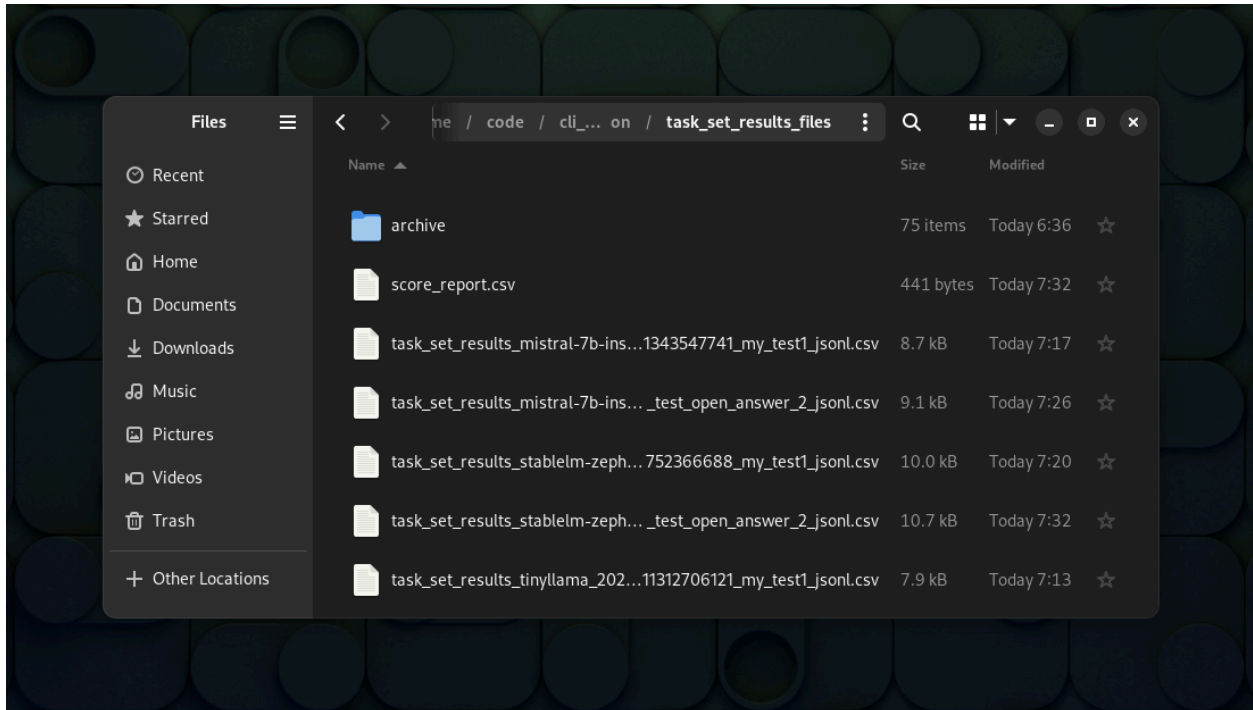 Files
me / code / cli_... on / task_set_results_files
Name Size Modified
Recent
Starred
Home
Documents
Downloads
Music
Pictures
Videos
Trash
Other Locations
archive 75 items Today 6:36
score_report.csv 441 bytes Today 7:32
task_set_results_mistral-7b-ins...1343547741_my_test1_jsonl.csv 8.7 kB Today 7:17
task_set_results_mistral-7b-ins... _test_open_answer_2_jsonl.csv 9.1 kB Today 7:26
task_set_results_stablelm-zeph... 752366688_my_test1_jsonl.csv 10.0 kB Today 7:20
task_set_results_stablelm-zeph... _test_open_answer_2_jsonl.csv 10.7 kB Today 7:32
task_set_results_tinyllama_202...11312706121_my_test1_jsonl.csv 7.9 kB Today 7:13